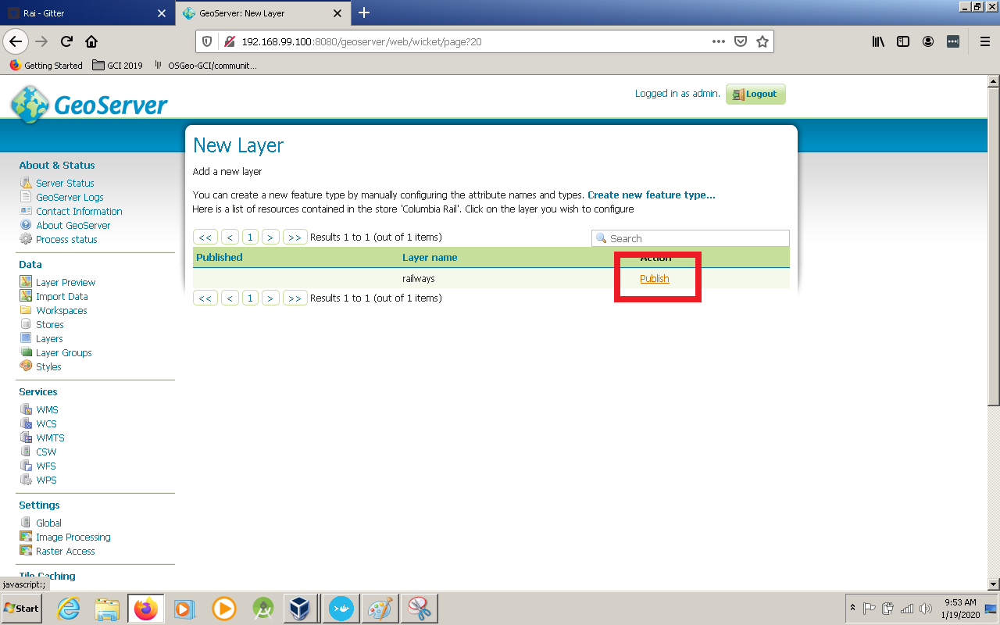 Rai - Gitter
GeoServer: New Layer
192.168.99.100:8080/geoserver/web/wicket/page?20
Getting Started
GCI 2019
OSGeo-GCI/communit...
GeoServer
Logged in as admin.
Logout
New Layer
Add a new layer
You can create a new feature type by manually configuring the attribute names and types. Create new feature type...
Here is a list of resources contained in the store 'Columbia Rail'. Click on the layer you wish to configure
<< < 1 > >> Results 1 to 1 (out of 1 items)
Search
Published Layer name Action
railways Publish
<< < 1 > >> Results 1 to 1 (out of 1 items)
About & Status
Server Status
GeoServer Logs
Contact Information
About GeoServer
Process status
Data
Layer Preview
Import Data
Workspaces
Stores
Layers
Layer Groups
Styles
Services
WMS
WCS
WMTS
CSW
WFS
WPS
Settings
Global
Image Processing
Raster Access
Tile Caching
javascript:;
Start
9:53 AM
1/19/2020